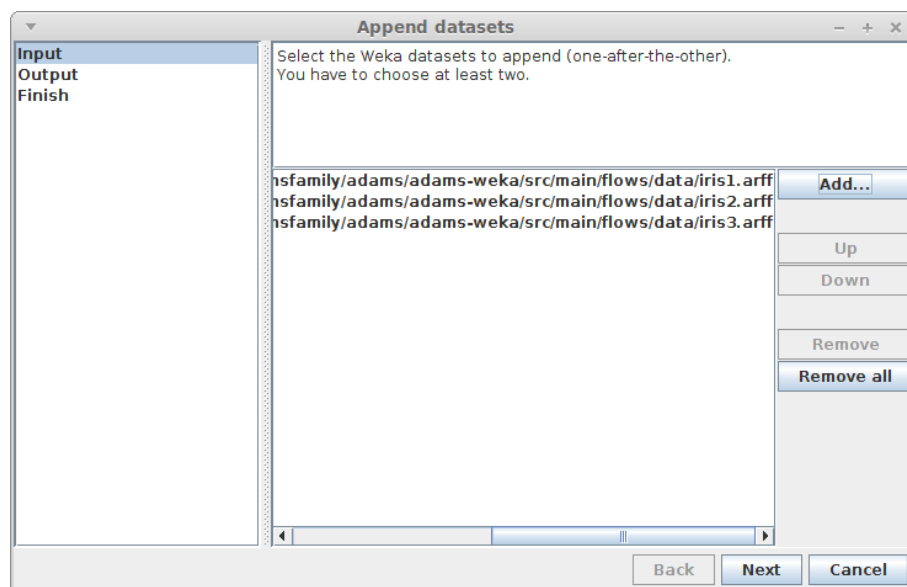 Append datasets
Input
Output
Finish
Select the Weka datasets to append (one-after-the-other).
You have to choose at least two.
nsfamily/adams/adams-weka/src/main/flows/data/iris1.arff
nsfamily/adams/adams-weka/src/main/flows/data/iris2.arff
nsfamily/adams/adams-weka/src/main/flows/data/iris3.arff
Add...
Up
Down
Remove
Remove all
Back
Next
Cancel